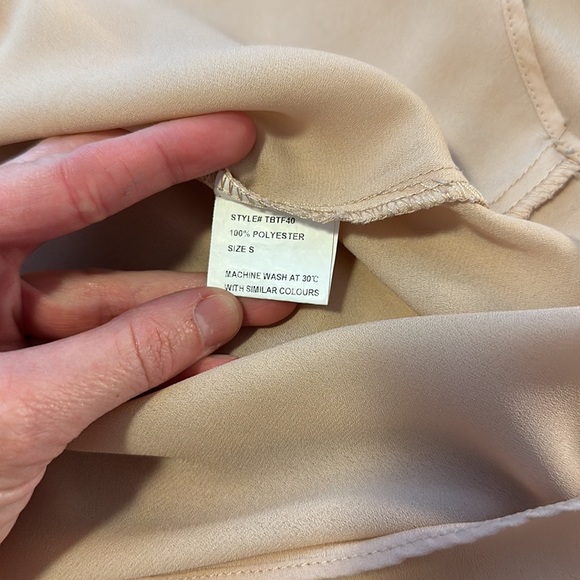 STYLE# TBTF40
100% POLYESTER
SIZE S
MACHINE WASH AT 30℃
WITH SIMILAR COLOURS